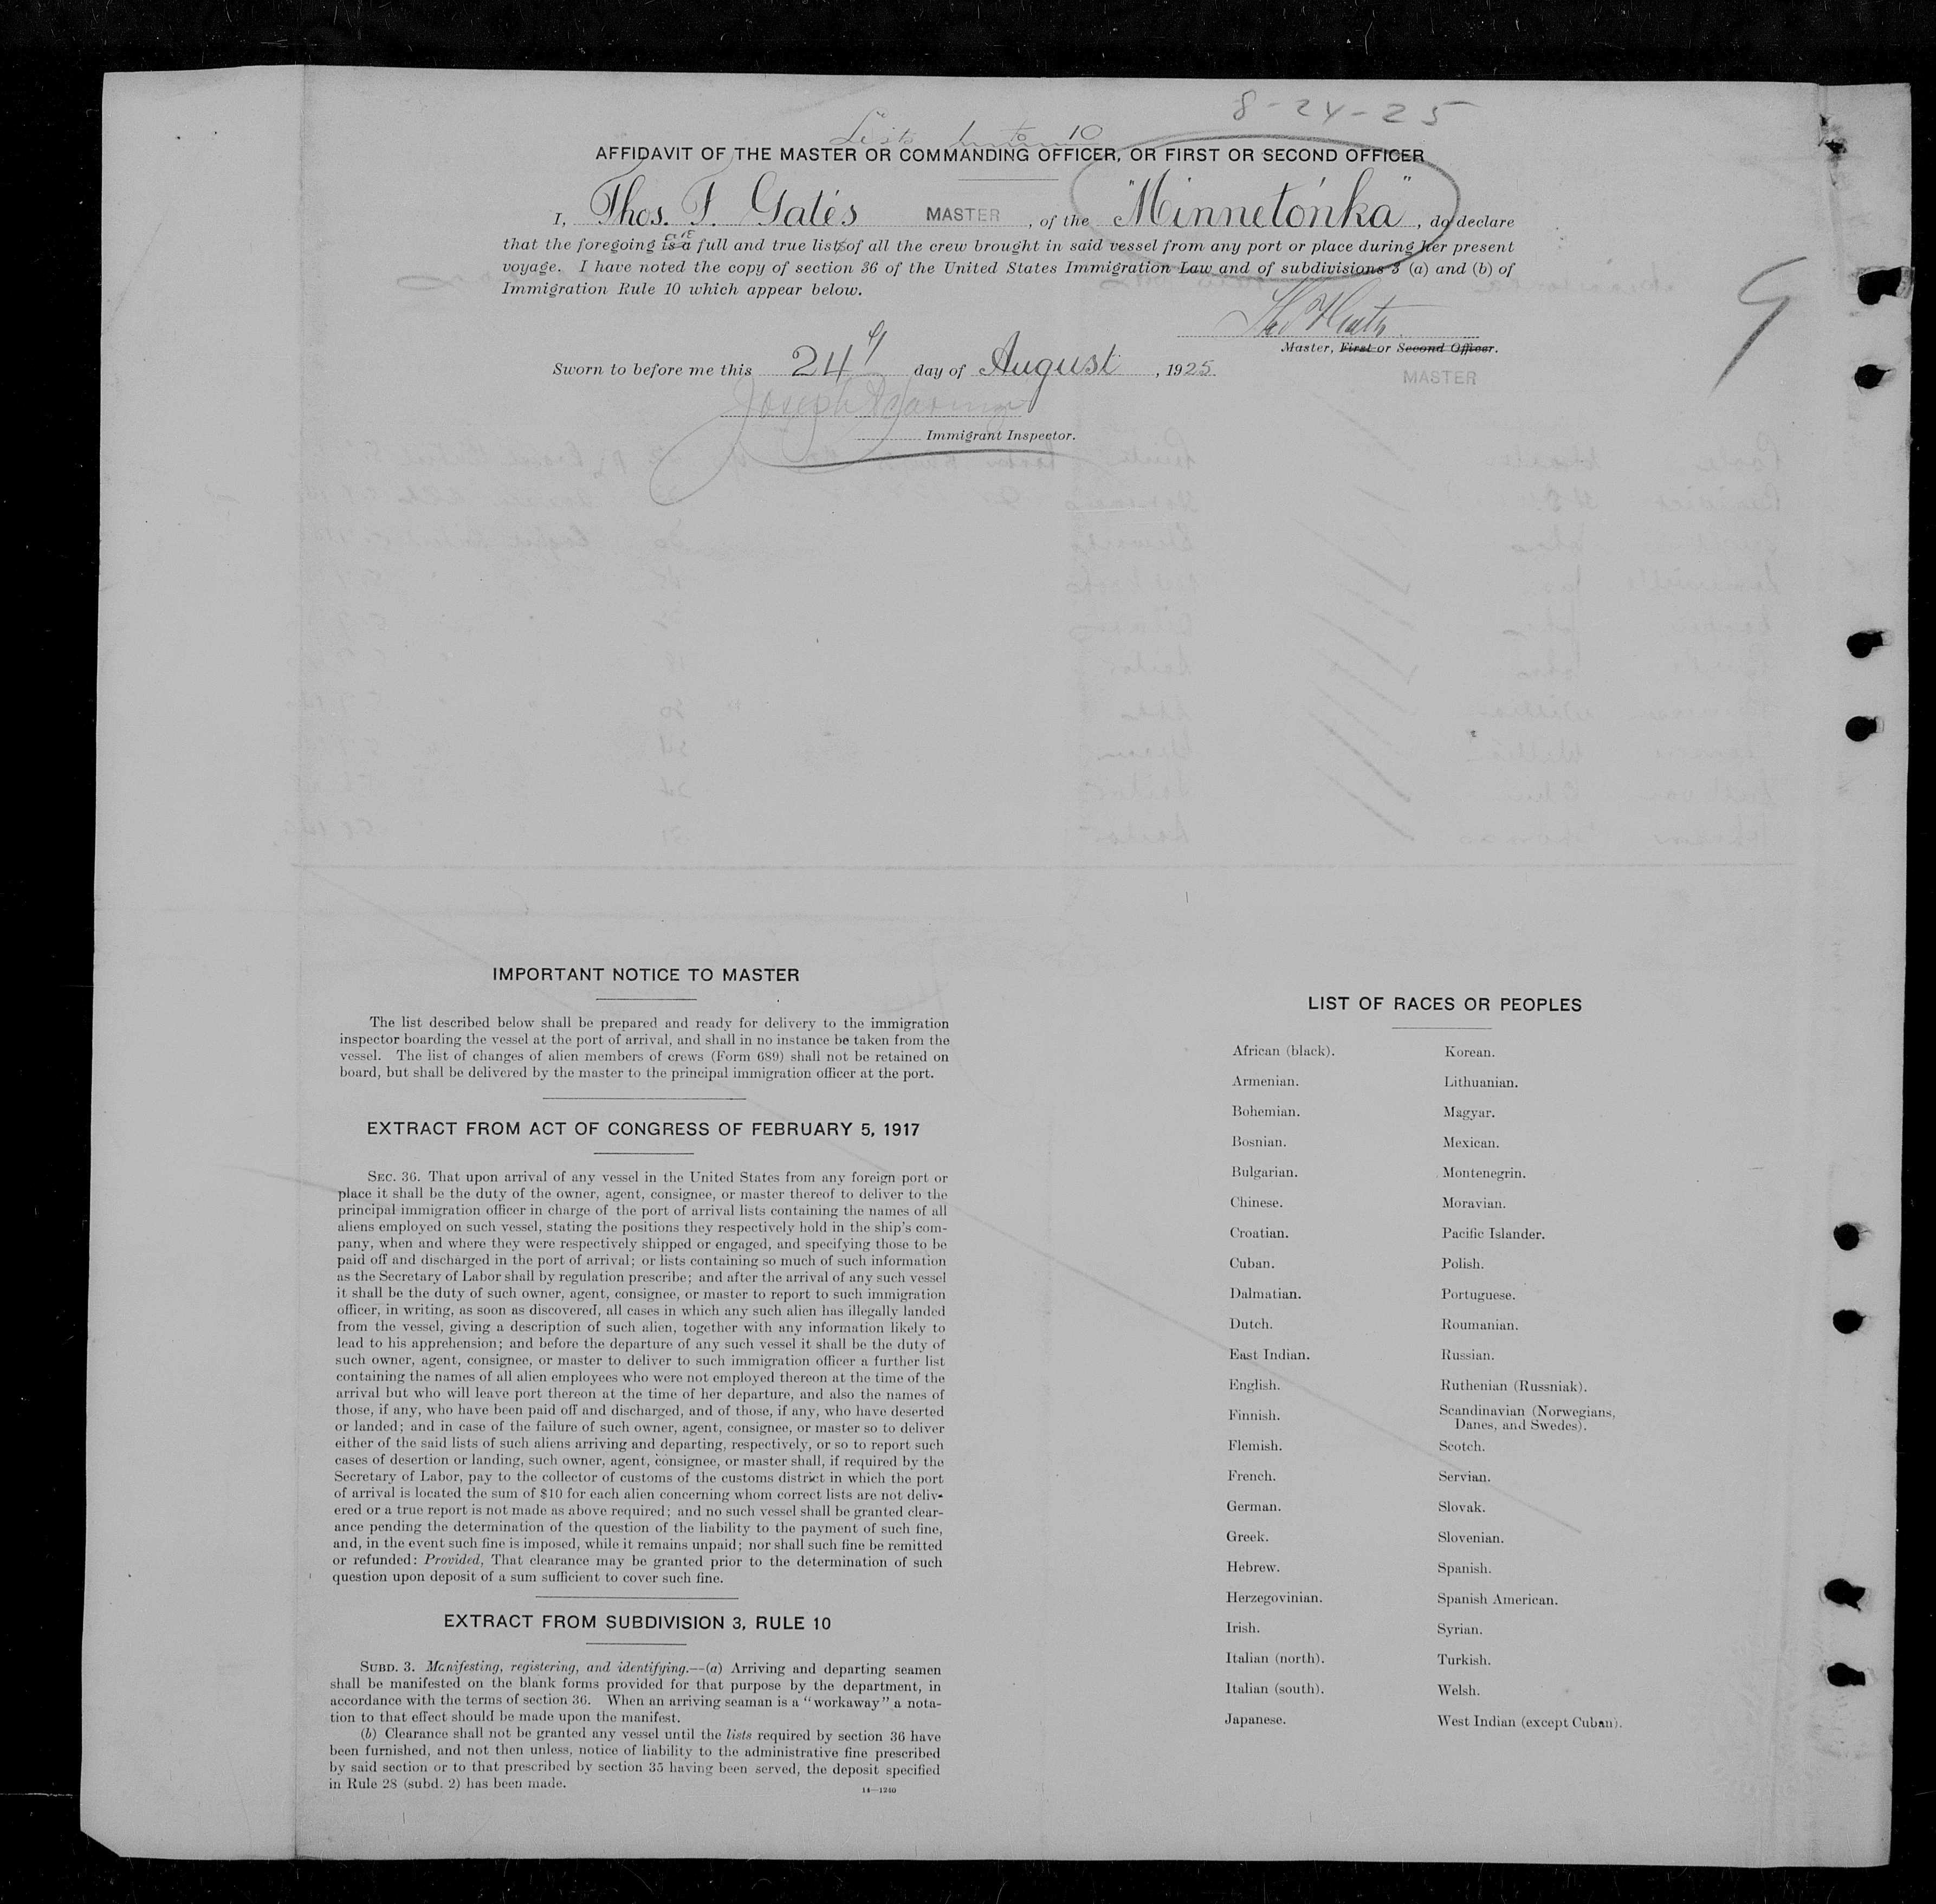 8-24-25
Lists 10
AFFIDAVIT OF THE MASTER OR COMMANDING OFFICER, OR FIRST OR SECOND OFFICER
I, Thos. F. Gates MASTER, of the "Minnetonka", do declare
that the foregoing is a are full and true lists of all the crew brought in said vessel from any port or place during her present
voyage. I have noted the copy of section 36 of the United States Immigration Law and of subdivisions 3 (a) and (b) of
Immigration Rule 10 which appear below.
Master, First or Second Officer.
Sworn to before me this 24th day of August, 1925.
MASTER
Joseph
Immigrant Inspector.
IMPORTANT NOTICE TO MASTER
The list described below shall be prepared and ready for delivery to the immigration
inspector boarding the vessel at the port of arrival, and shall in no instance be taken from the
vessel. The list of changes of alien members of crews (Form 689) shall not be retained on
board, but shall be delivered by the master to the principal immigration officer at the port.
EXTRACT FROM ACT OF CONGRESS OF FEBRUARY 5, 1917
SEC. 36. That upon arrival of any vessel in the United States from any foreign port or
place it shall be the duty of the owner, agent, consignee, or master thereof to deliver to the
principal immigration officer in charge of the port of arrival lists containing the names of all
aliens employed on such vessel, stating the positions they respectively hold in the ship's com-
pany, when and where they were respectively shipped or engaged, and specifying those to be
paid off and discharged in the port of arrival; or lists containing so much of such information
as the Secretary of Labor shall by regulation prescribe; and after the arrival of any such vessel
it shall be the duty of such owner, agent, consignee, or master to report to such immigration
officer, in writing, as soon as discovered, all cases in which any such alien has illegally landed
from the vessel, giving a description of such alien, together with any information likely to
lead to his apprehension; and before the departure of any such vessel it shall be the duty of
such owner, agent, consignee, or master to deliver to such immigration officer a further list
containing the names of all alien employees who were not employed thereon at the time of the
arrival but who will leave port thereon at the time of her departure, and also the names of
those, if any, who have been paid off and discharged, and of those, if any, who have deserted
or landed; and in case of the failure of such owner, agent, consignee, or master so to deliver
either of the said lists of such aliens arriving and departing, respectively, or so to report such
cases of desertion or landing, such owner, agent, consignee, or master shall, if required by the
Secretary of Labor, pay to the collector of customs of the customs district in which the port
of arrival is located the sum of $10 for each alien concerning whom correct lists are not deliv-
ered or a true report is not made as above required; and no such vessel shall be granted clear-
ance pending the determination of the question of the liability to the payment of such fine,
and, in the event such fine is imposed, while it remains unpaid; nor shall such fine be remitted
or refunded: Provided, That clearance may be granted prior to the determination of such
question upon deposit of a sum sufficient to cover such fine.
EXTRACT FROM SUBDIVISION 3, RULE 10
SUBD. 3. Manifesting, registering, and identifying.—(a) Arriving and departing seamen
shall be manifested on the blank forms provided for that purpose by the department, in
accordance with the terms of section 36. When an arriving seaman is a "workaway" a nota-
tion to that effect should be made upon the manifest.
(b) Clearance shall not be granted any vessel until the lists required by section 36 have
been furnished, and not then unless, notice of liability to the administrative fine prescribed
by said section or to that prescribed by section 35 having been served, the deposit specified
in Rule 28 (subd. 2) has been made.
14—1240
LIST OF RACES OR PEOPLES
African (black).
Armenian.
Bohemian.
Bosnian.
Bulgarian.
Chinese.
Croatian.
Cuban.
Dalmatian.
Dutch.
East Indian.
English.
Finnish.
Flemish.
French.
German.
Greek.
Hebrew.
Herzegovinian.
Irish.
Italian (north).
Italian (south).
Japanese.
Korean.
Lithuanian.
Magyar.
Mexican.
Montenegrin.
Moravian.
Pacific Islander.
Polish.
Portuguese.
Roumanian.
Russian.
Ruthenian (Russniak).
Scandinavian (Norwegians,
Danes, and Swedes).
Scotch.
Servian.
Slovak.
Slovenian.
Spanish.
Spanish American.
Syrian.
Turkish.
Welsh.
West Indian (except Cuban).